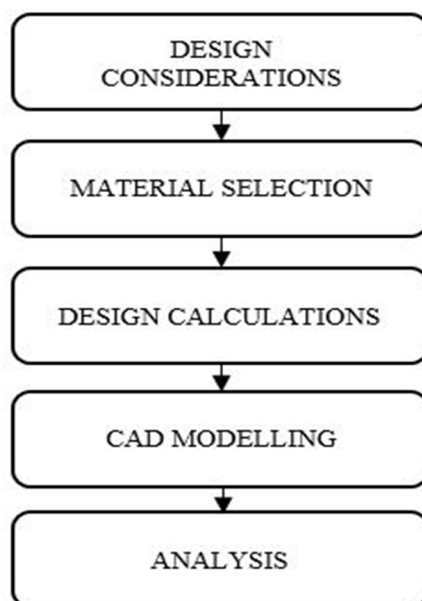 DESIGN
CONSIDERATIONS
MATERIAL SELECTION
DESIGN CALCULATIONS
CAD MODELLING
ANALYSIS